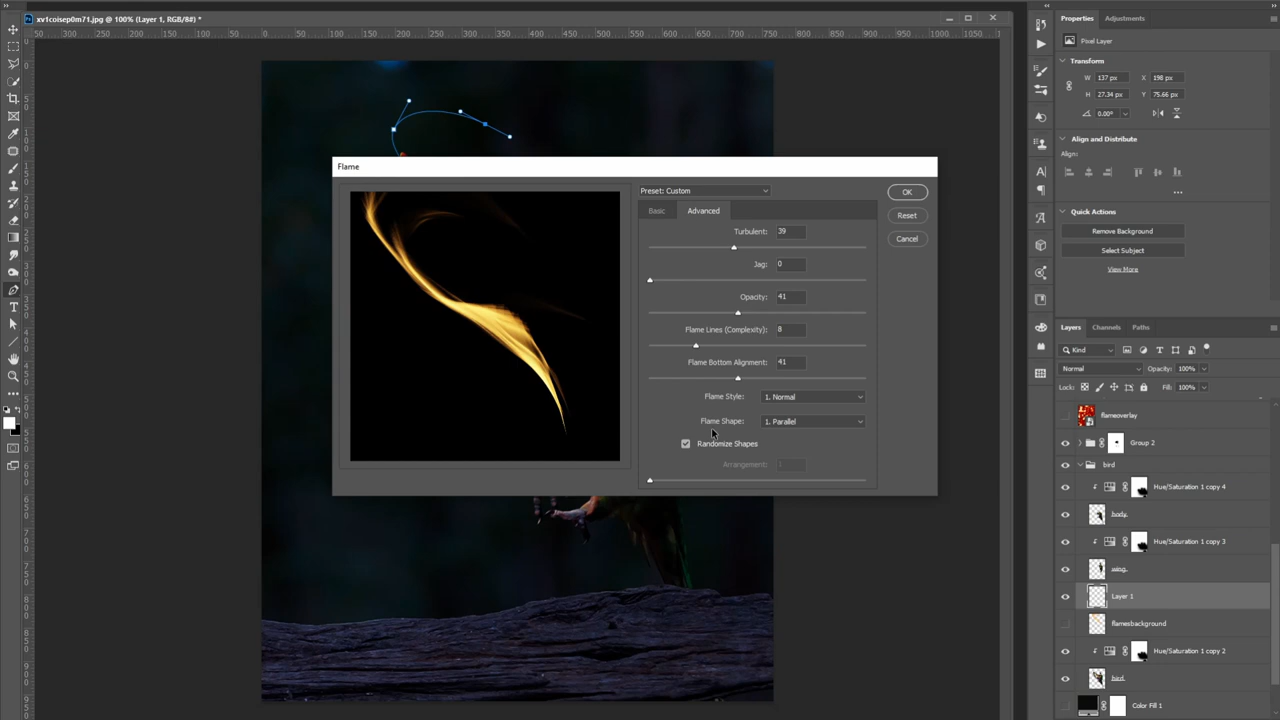 xv1coisep0m71.jpg @ 100% (Layer 1, RGB/8#) *
Properties
Adjustments
Pixel Layer
Transform
W 137 px X 198 px
H 27.34 px Y 75.66 px
0.00°
Align and Distribute
Align:
Quick Actions
Remove Background
Select Subject
View More
Flame
Preset: Custom
Basic
Advanced
OK
Reset
Cancel
Turbulent: 39
Jag: 0
Opacity: 41
Flame Lines (Complexity): 8
Flame Bottom Alignment: 41
Flame Style: 1. Normal
Flame Shape: 1. Parallel
Randomize Shapes
Arrangement:
Layers
Channels
Paths
Kind
Normal Opacity: 100%
Lock: Fill: 100%
flameoverlay
Group 2
bird
Hue/Saturation 1 copy 4
body
Hue/Saturation 1 copy 3
wing
Layer 1
flamesbackground
Hue/Saturation 1 copy 2
bird
Color Fill 1